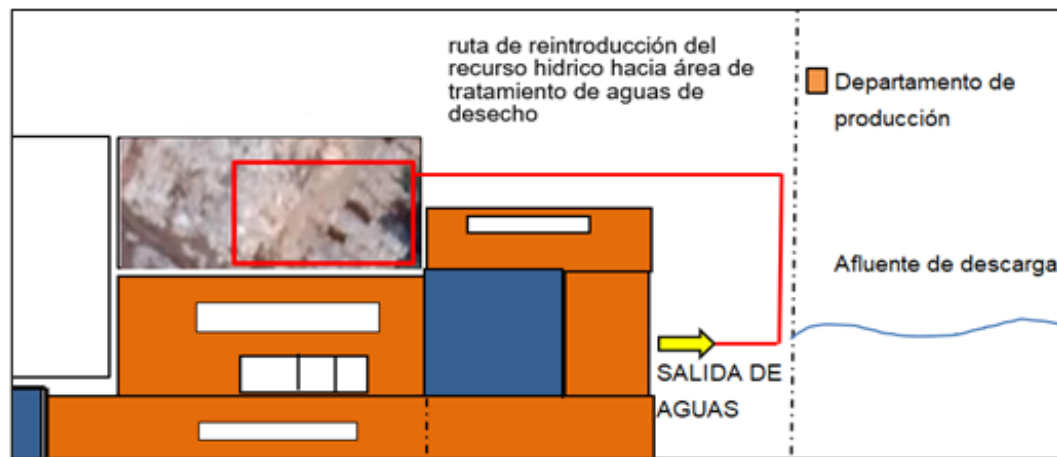 ruta de reintroducción del
recurso hidrico hacia área de
tratamiento de aguas de
desecho
Departamento de
producción
Afluente de descarga
SALIDA DE
AGUAS